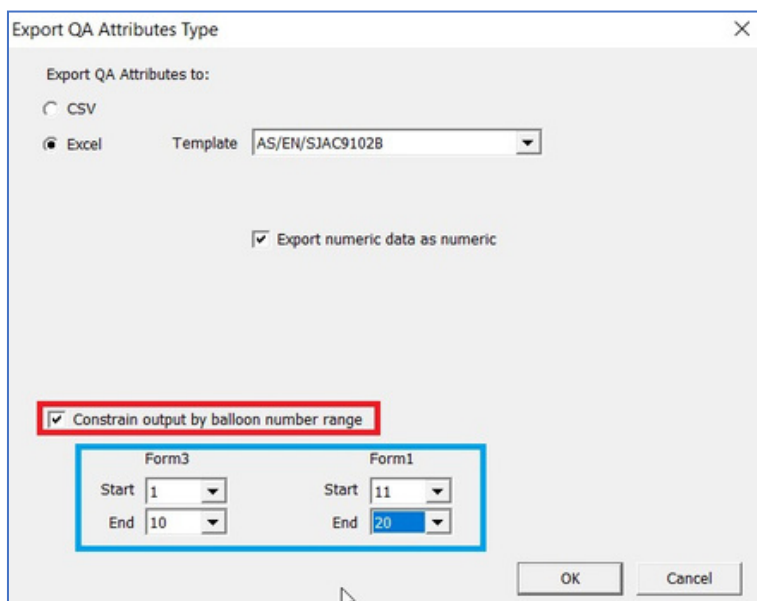 Export QA Attributes Type
Export QA Attributes to:
CSV
Excel Template AS/EN/SJAC9102B
Export numeric data as numeric
Constrain output by balloon number range
Form3 Form1
Start 1 Start 11
End 10 End 20
OK Cancel